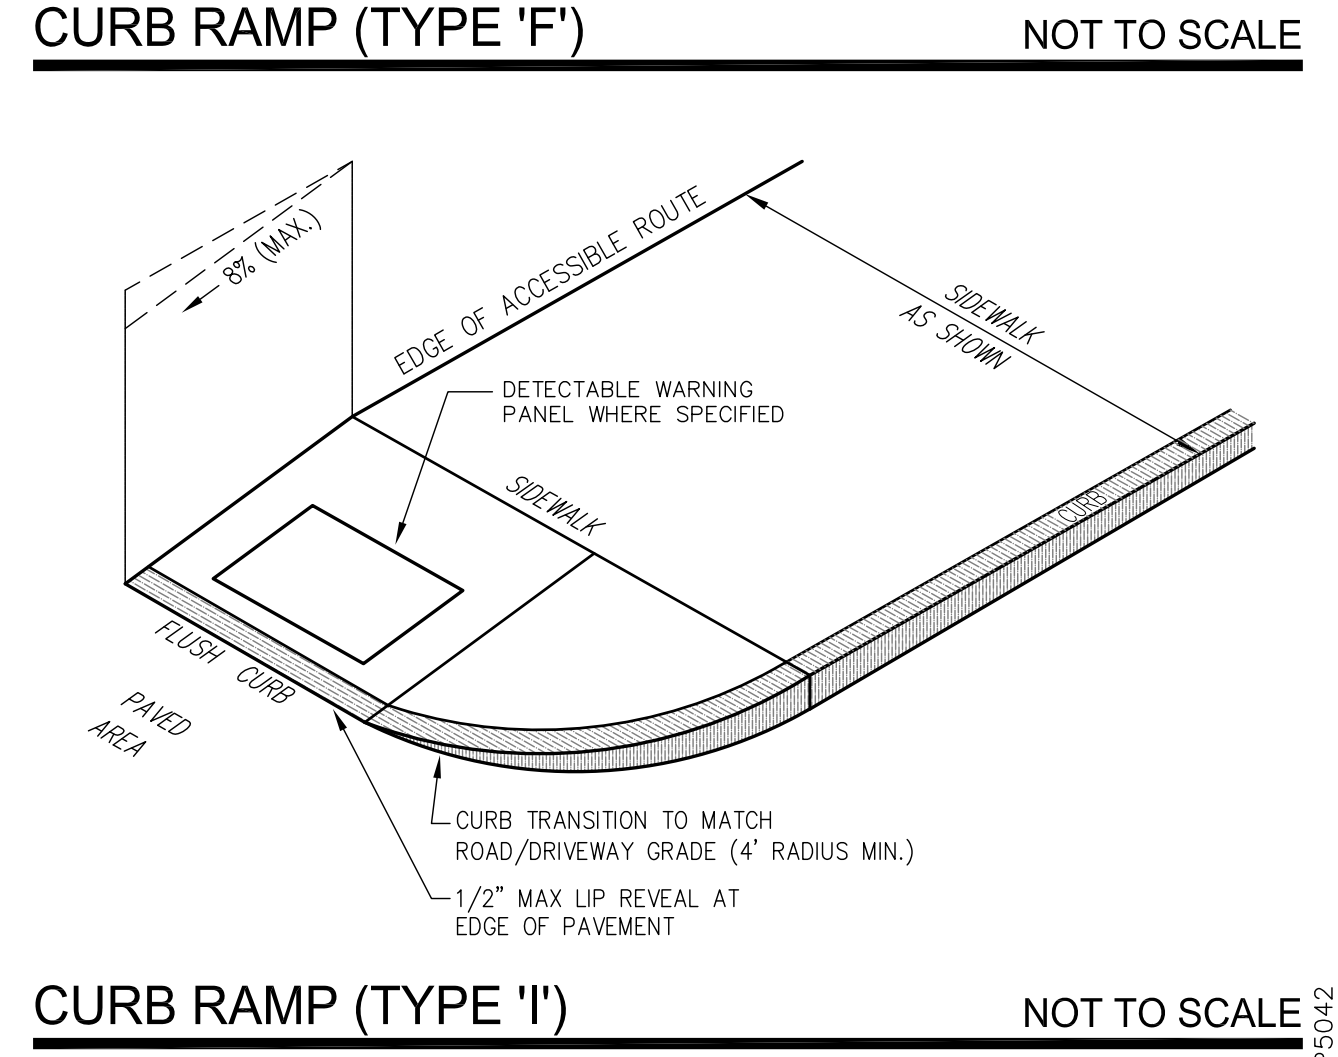 CURB RAMP (TYPE 'F')
NOT TO SCALE
8% (MAX.)
EDGE OF ACCESSIBLE ROUTE
SIDEWALK
AS SHOWN
DETECTABLE WARNING
PANEL WHERE SPECIFIED
SIDEWALK
CURB
FLUSH CURB
PAVED
AREA
CURB TRANSITION TO MATCH
ROAD/DRIVEWAY GRADE (4' RADIUS MIN.)
1/2" MAX LIP REVEAL AT
EDGE OF PAVEMENT
CURB RAMP (TYPE 'I')
NOT TO SCALE